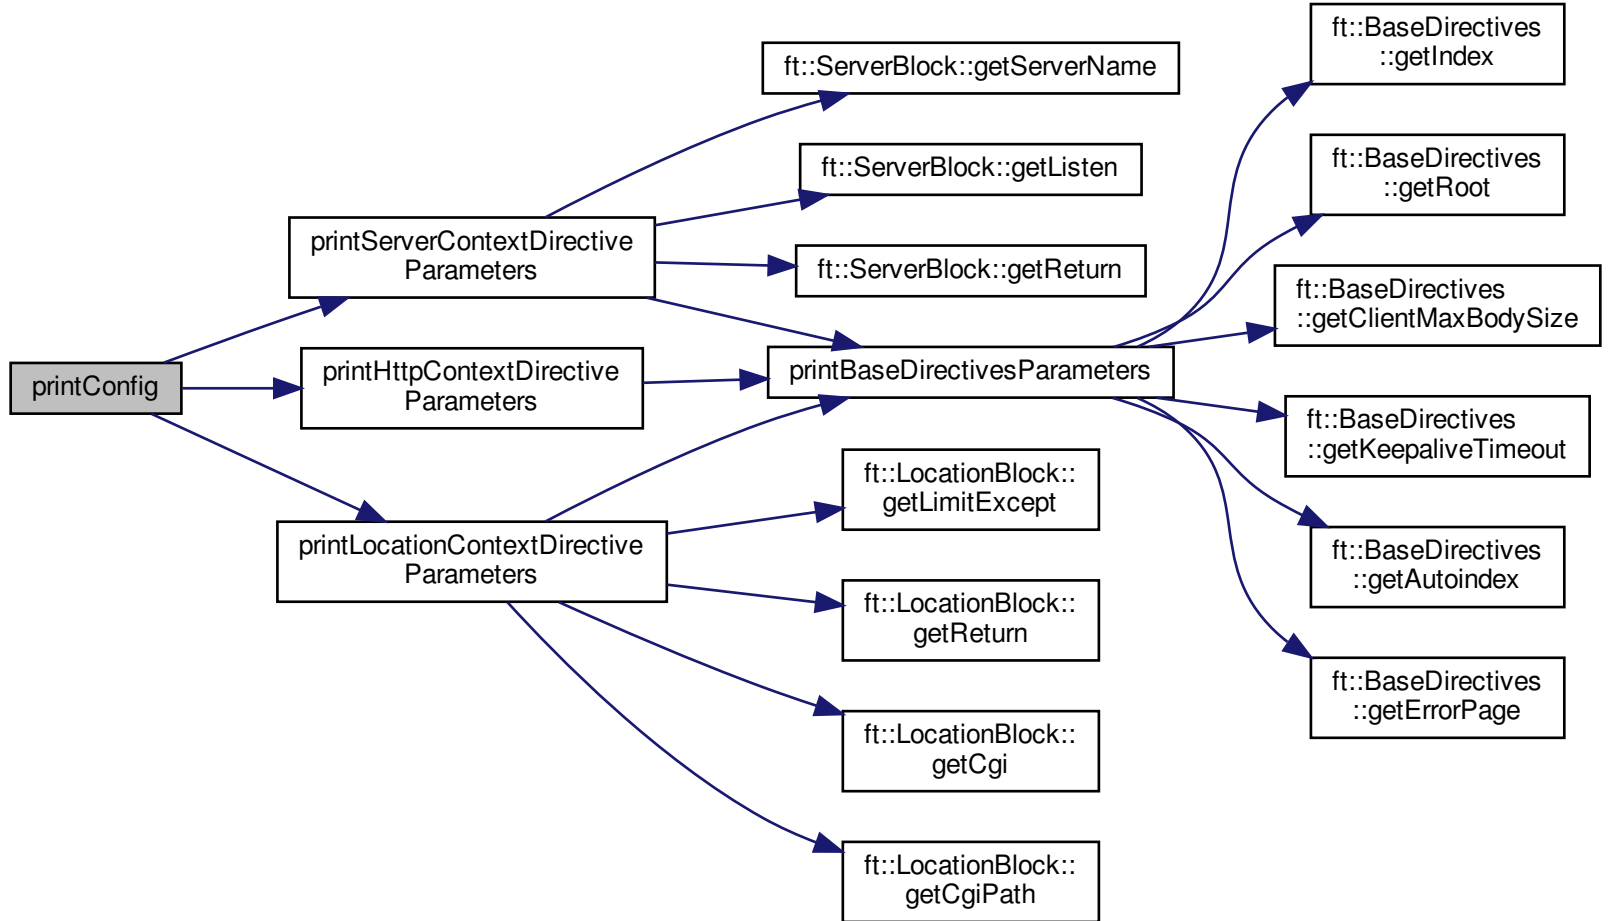 printConfig
printServerContextDirective
Parameters
printHttpContextDirective
Parameters
printLocationContextDirective
Parameters
ft::ServerBlock::getServerName
ft::ServerBlock::getListen
ft::ServerBlock::getReturn
printBaseDirectivesParameters
ft::LocationBlock::
getLimitExcept
ft::LocationBlock::
getReturn
ft::LocationBlock::
getCgi
ft::LocationBlock::
getCgiPath
ft::BaseDirectives
::getIndex
ft::BaseDirectives
::getRoot
ft::BaseDirectives
::getClientMaxBodySize
ft::BaseDirectives
::getKeepaliveTimeout
ft::BaseDirectives
::getAutoindex
ft::BaseDirectives
::getErrorPage